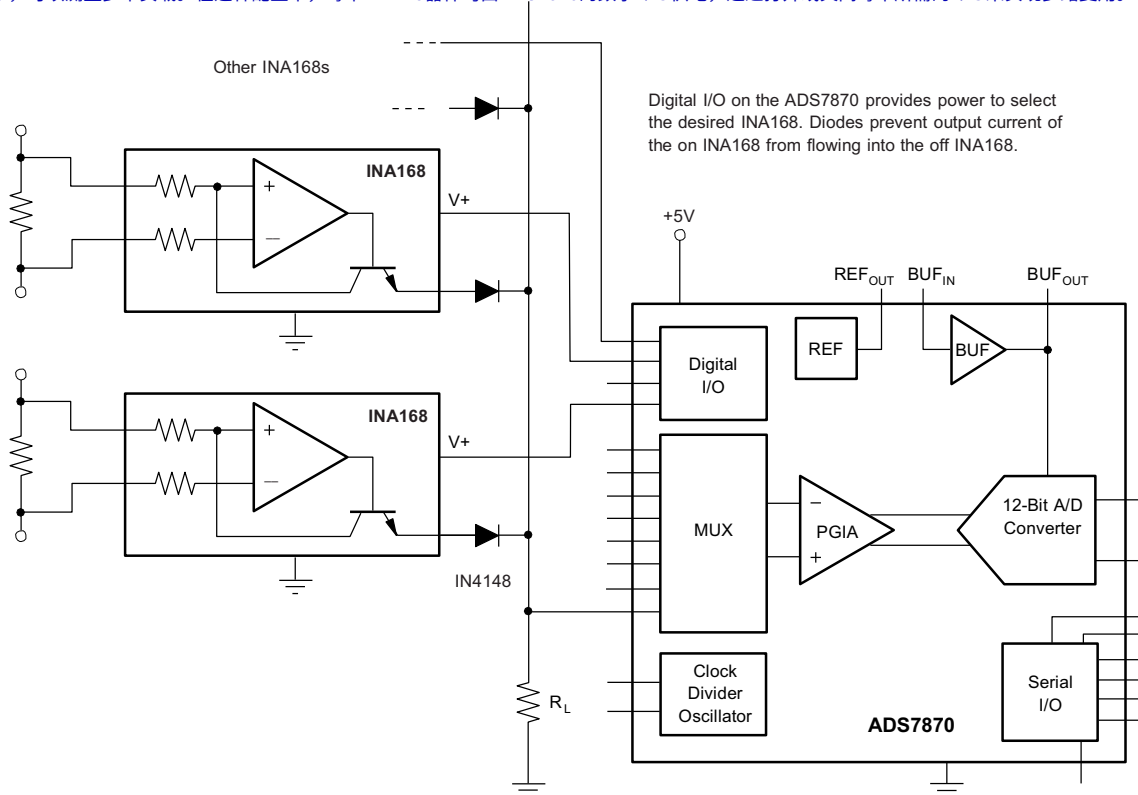 Other INA168s
Digital I/O on the ADS7870 provides power to select
the desired INA168. Diodes prevent output current of
the on INA168 from flowing into the off INA168.
INA168
V+
+
—
+5V
REFOUT
BUFIN
BUFOUT
REF
BUF
Digital
I/O
INA168
V+
+
—
MUX
−
+
PGIA
12-Bit A/D
Converter
IN4148
RL
Clock
Divider
Oscillator
Serial
I/O
ADS7870